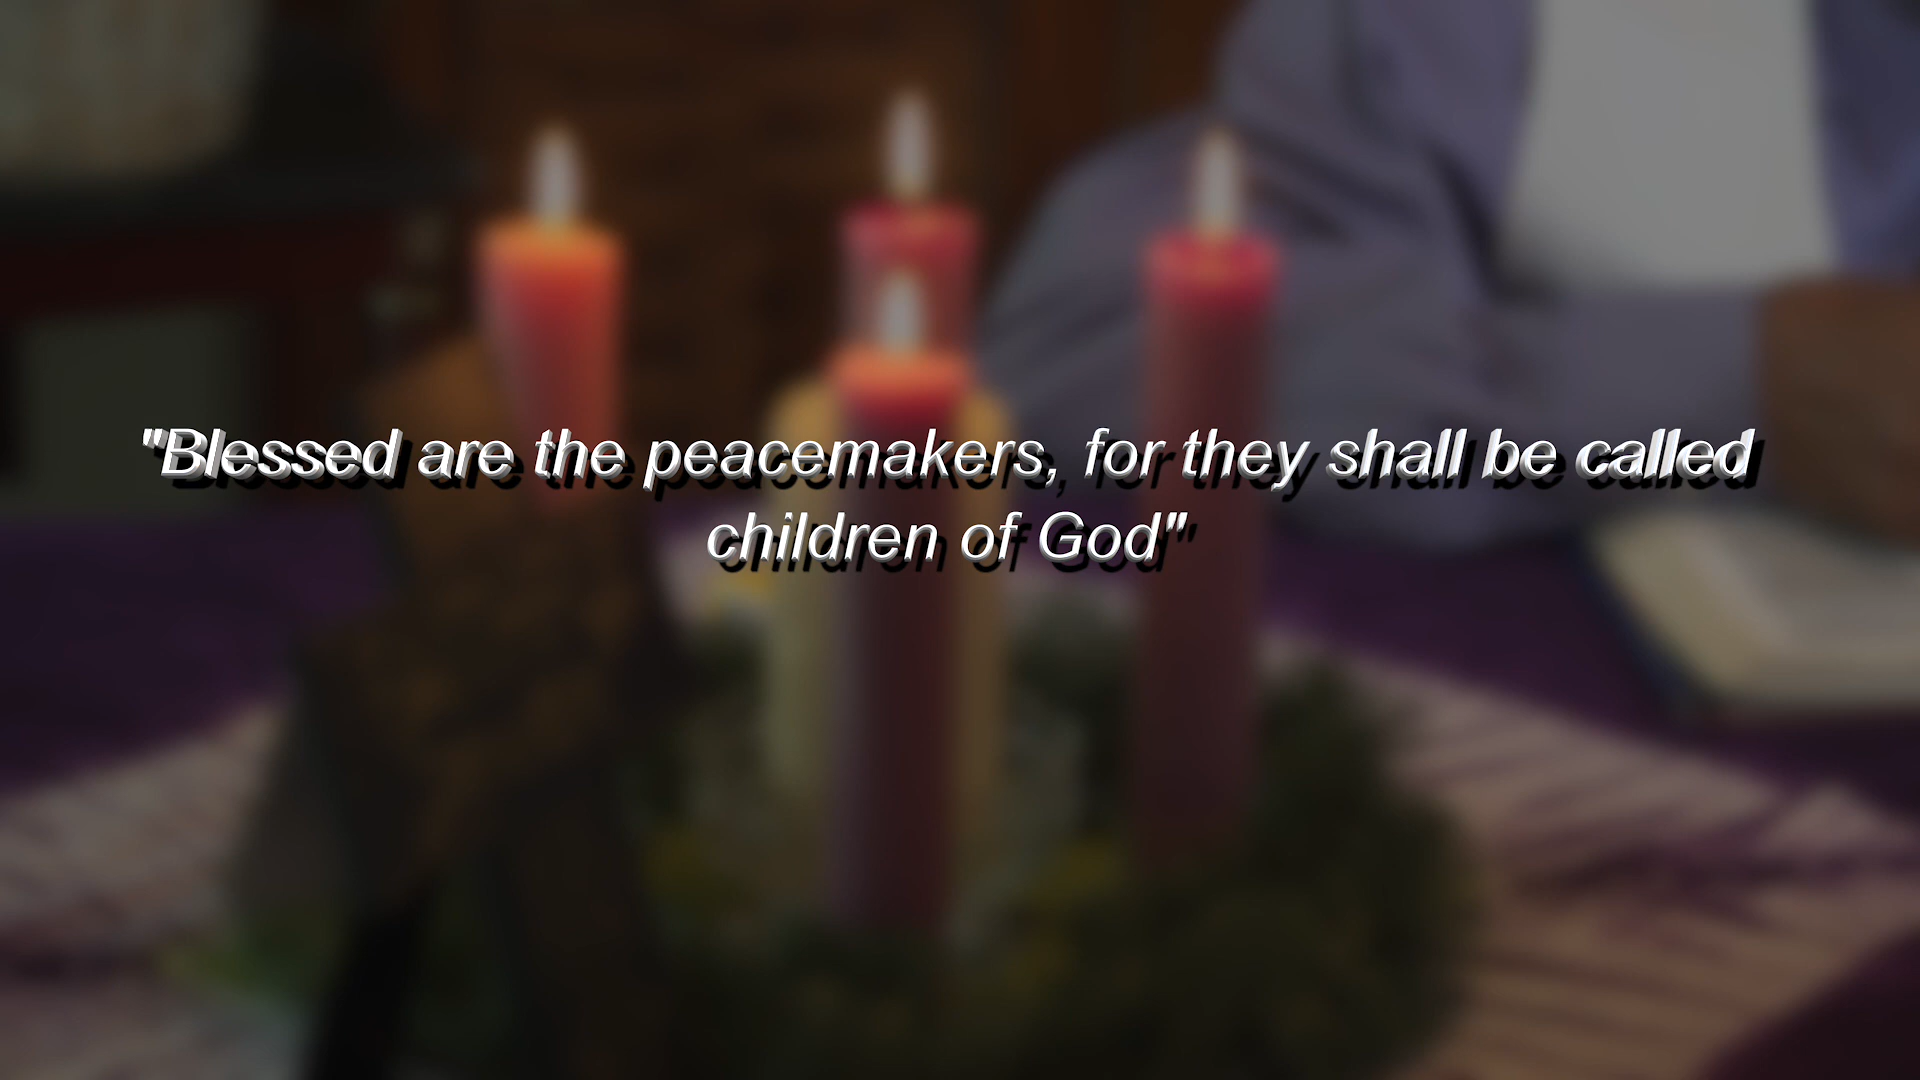 "Blessed are the peacemakers, for they shall be called
children of God"